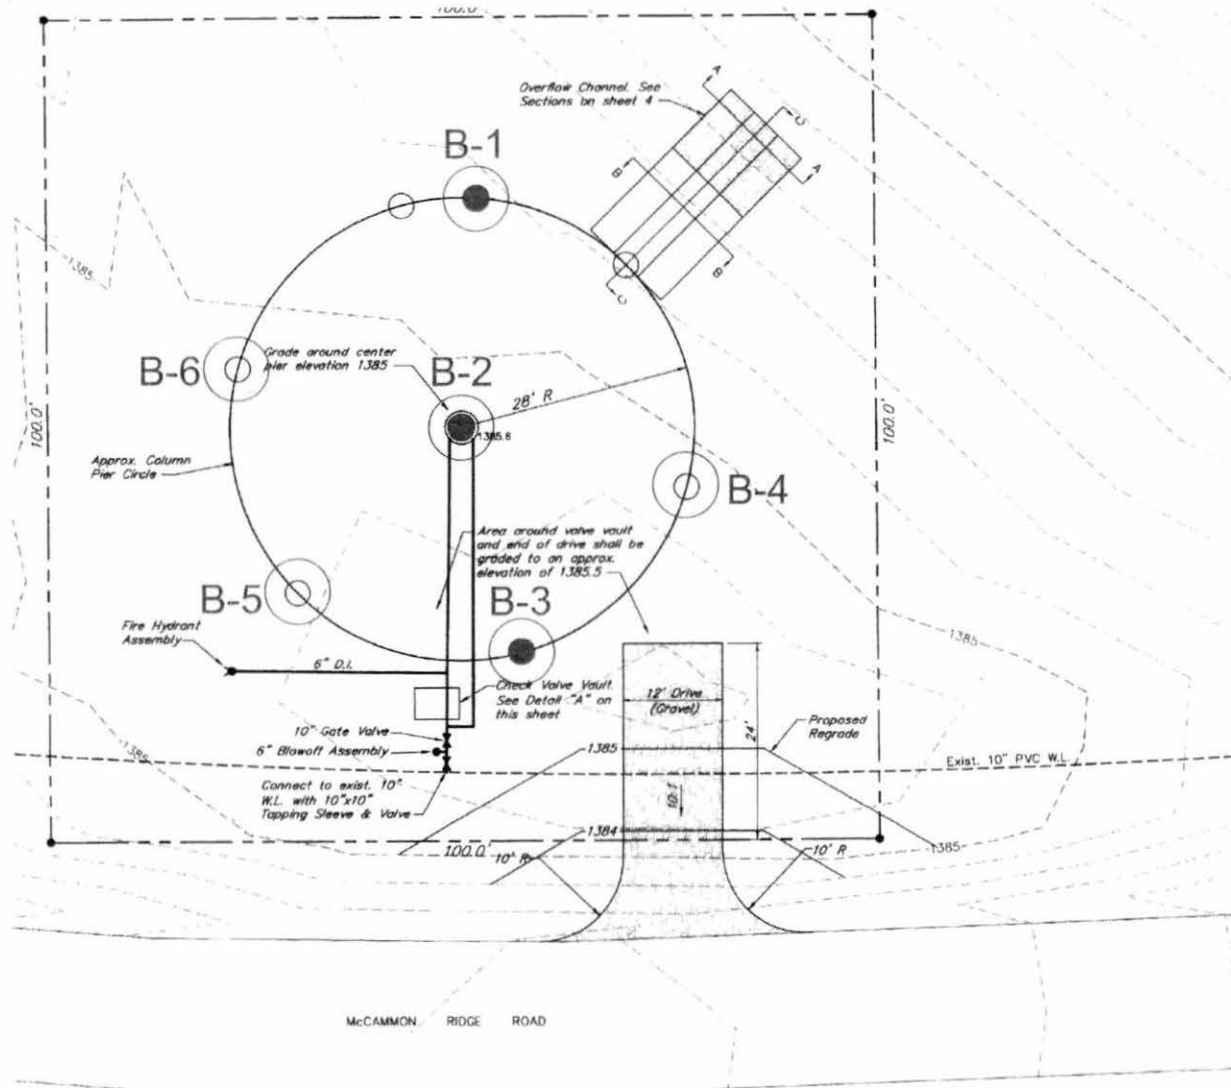 100.0'
Overflow Channel. See
Sections on sheet 4
A
C
B-1
B
A
B
C
1385
Grade around center
pier elevation 1385
B-6
B-2
28' R
1385.6
100.0'
100.0'
Approx. Column
Pier Circle
B-4
Area around valve vault
and end of drive shall be
graded to an approx.
elevation of 1385.5
B-5
B-3
Fire Hydrant
Assembly
6" D.I.
1385
Check Valve Vault.
See Detail "A" on
this sheet
12' Drive
(Gravel)
24'
Proposed
Regrade
10" Gate Valve
6" Blowoff Assembly
1385
1385
Exist. 10" PVC W.L.
Connect to exist. 10"
W.L. with 10"x10"
Tapping Sleeve & Valve
10:1
1384
100.0'
10' R
10' R
1385
McCAMMON RIDGE ROAD